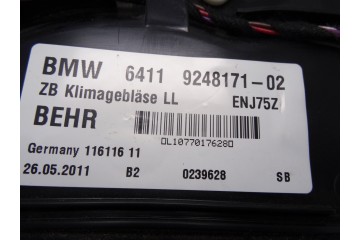 BMW 6411 9248171-02
ZB Klimagebläse LL ENJ75Z
BEHR
DL1077017628D
Germany 116116 11
26.05.2011 B2 0239628 SB